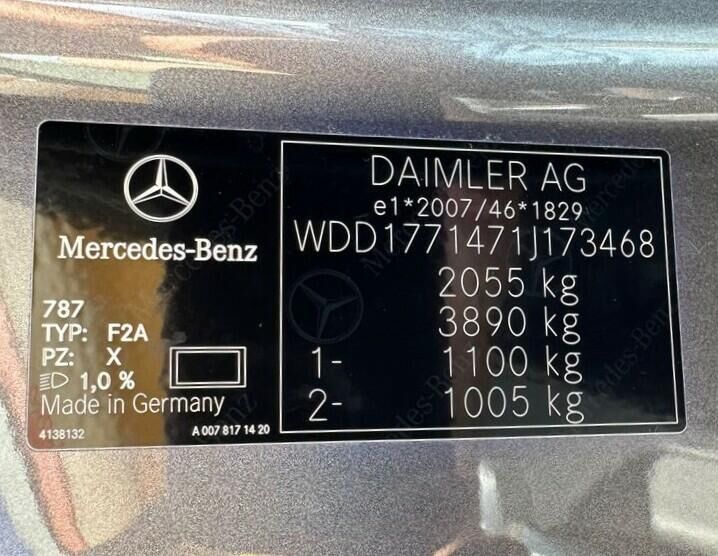 Mercedes-Benz
787
TYP: F2A
PZ: X
1,0 %
Made in Germany
4138132
A 007 817 14 20
DAIMLER AG
e1*2007/46*1829
WDD1771471J173468
2055 kg
3890 kg
1- 1100 kg
2- 1005 kg